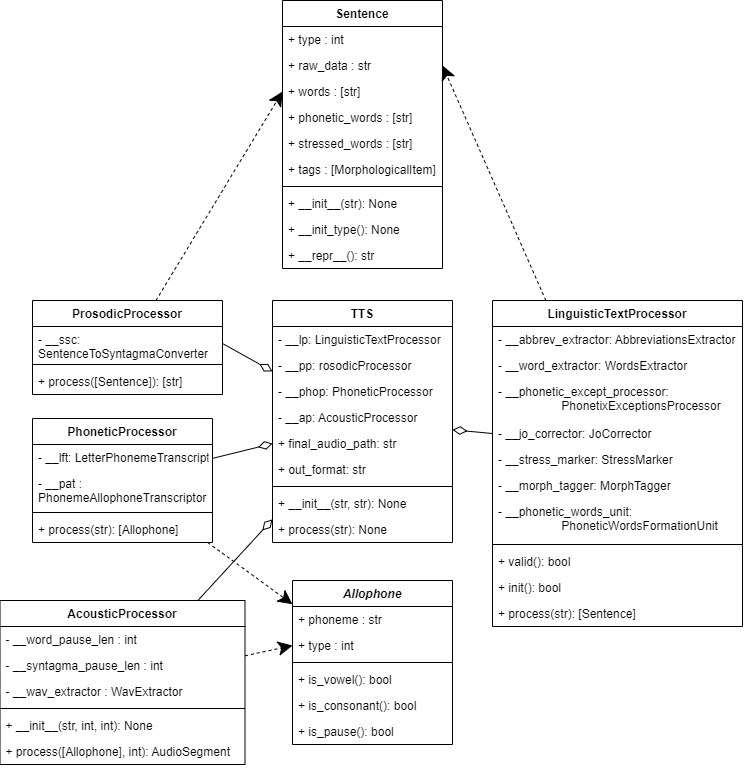 Sentence
+ type : int
+ raw_data : str
+ words : [str]
+ phonetic_words : [str]
+ stressed_words : [str]
+ tags : [MorphologicalItem]
+ __init__(str): None
+ __init_type(): None
+ __repr__(): str
ProsodicProcessor
- __ssc:
SentenceToSyntagmaConverter
+ process([Sentence]): [str]
TTS
- __lp: LinguisticTextProcessor
- __pp: rosodicProcessor
- __phop: PhoneticProcessor
- __ap: AcousticProcessor
+ final_audio_path: str
+ out_format: str
+ __init__(str, str): None
+ process(str): None
LinguisticTextProcessor
- __abbrev_extractor: AbbreviationsExtractor
- __word_extractor: WordsExtractor
- __phonetic_except_processor:
PhonetixExceptionsProcessor
- __jo_corrector: JoCorrector
- __stress_marker: StressMarker
- __morph_tagger: MorphTagger
- __phonetic_words_unit:
PhoneticWordsFormationUnit
+ valid(): bool
+ init(): bool
+ process(str): [Sentence]
PhoneticProcessor
- __lft: LetterPhonemeTranscript
- __pat :
PhonemeAllophoneTranscriptor
+ process(str): [Allophone]
Allophone
+ phoneme : str
+ type : int
+ is_vowel(): bool
+ is_consonant(): bool
+ is_pause(): bool
AcousticProcessor
- __word_pause_len : int
- __syntagma_pause_len : int
- __wav_extractor : WavExtractor
+ __init__(str, int, int): None
+ process([Allophone], int): AudioSegment